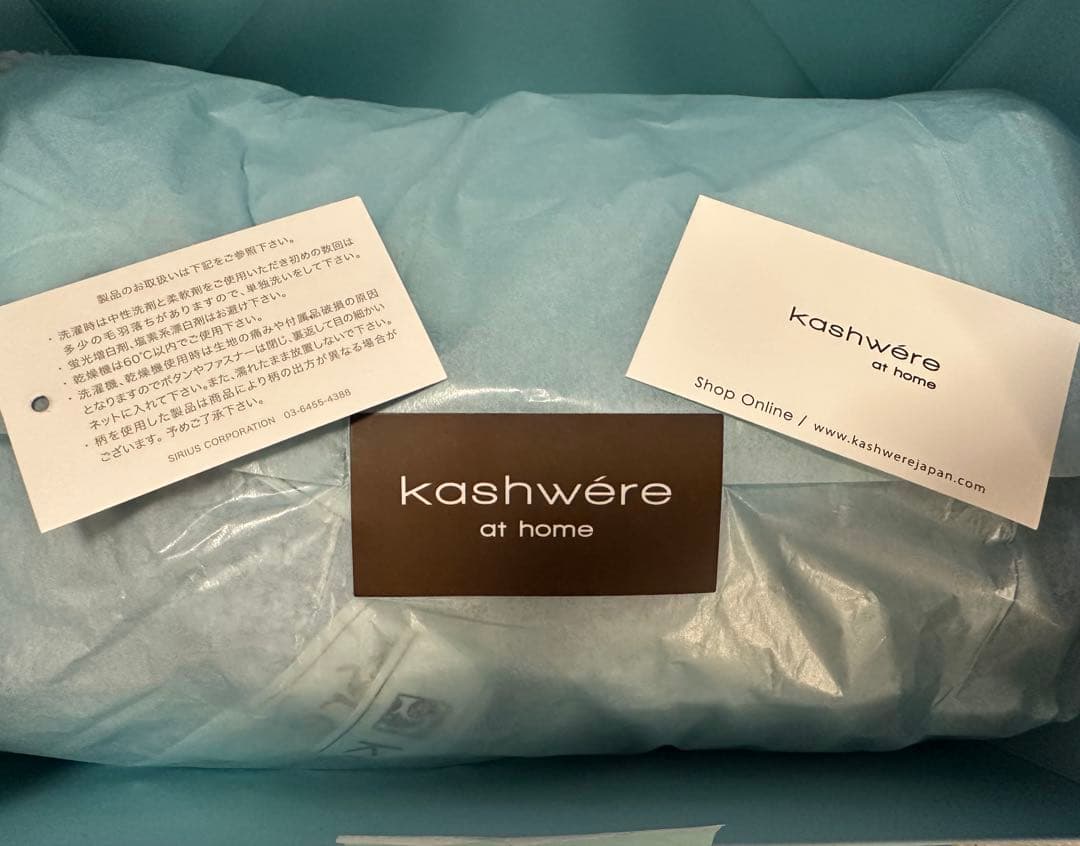 製品のお取扱いは下記をご参照下さい。
・洗濯時は中性洗剤と柔軟剤をご使用いただき初めの数回は
多少の毛羽落ちがありますので、単独洗いをして下さい。
・蛍光増白剤、塩素系漂白剤はお避け下さい。
・乾燥機は60℃以内でご使用下さい。
・洗濯機、乾燥機使用時は生地の痛みや付属品破損の原因
となりますのでボタンやファスナーは閉じ、裏返して目の細かい
ネットに入れて下さい。また、濡れたまま放置しないで下さい。
・柄を使用した製品は商品により柄の出方が異なる場合が
ございます。予めご了承下さい。
SIRIUS CORPORATION 03-6455-4388
kashwére
at home
Shop Online / www.kashwerejapan.com
kashwére
at home
K